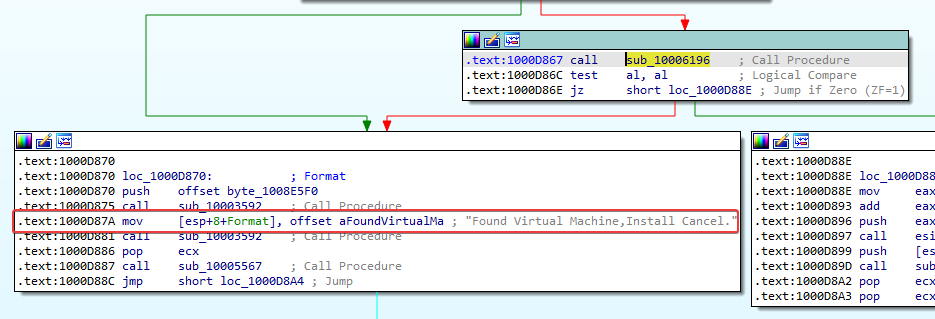 .text:1000D867 call    sub_10006196    ; Call Procedure
.text:1000D86C test    al, al          ; Logical Compare
.text:1000D86E jz      short loc_1000D88E ; Jump if Zero (ZF=1)
.text:1000D870
.text:1000D870 loc_1000D870:           ; Format
.text:1000D870 push    offset byte_1008E5F0
.text:1000D875 call    sub_10003592    ; Call Procedure
.text:1000D87A mov     [esp+8+Format], offset aFoundVirtualMa ; "Found Virtual Machine,Install Cancel."
.text:1000D881 call    sub_10003592    ; Call Procedure
.text:1000D886 pop     ecx
.text:1000D887 call    sub_10005567    ; Call Procedure
.text:1000D88C jmp     short loc_1000D8A4 ; Jump
.text:1000D88E
.text:1000D88E loc_1000D88
.text:1000D88E mov     eax
.text:1000D893 add     eax
.text:1000D896 push    eax
.text:1000D897 call    esi
.text:1000D899 push    [es
.text:1000D89D call    sub
.text:1000D8A2 pop     ecx
.text:1000D8A3 pop     ecx